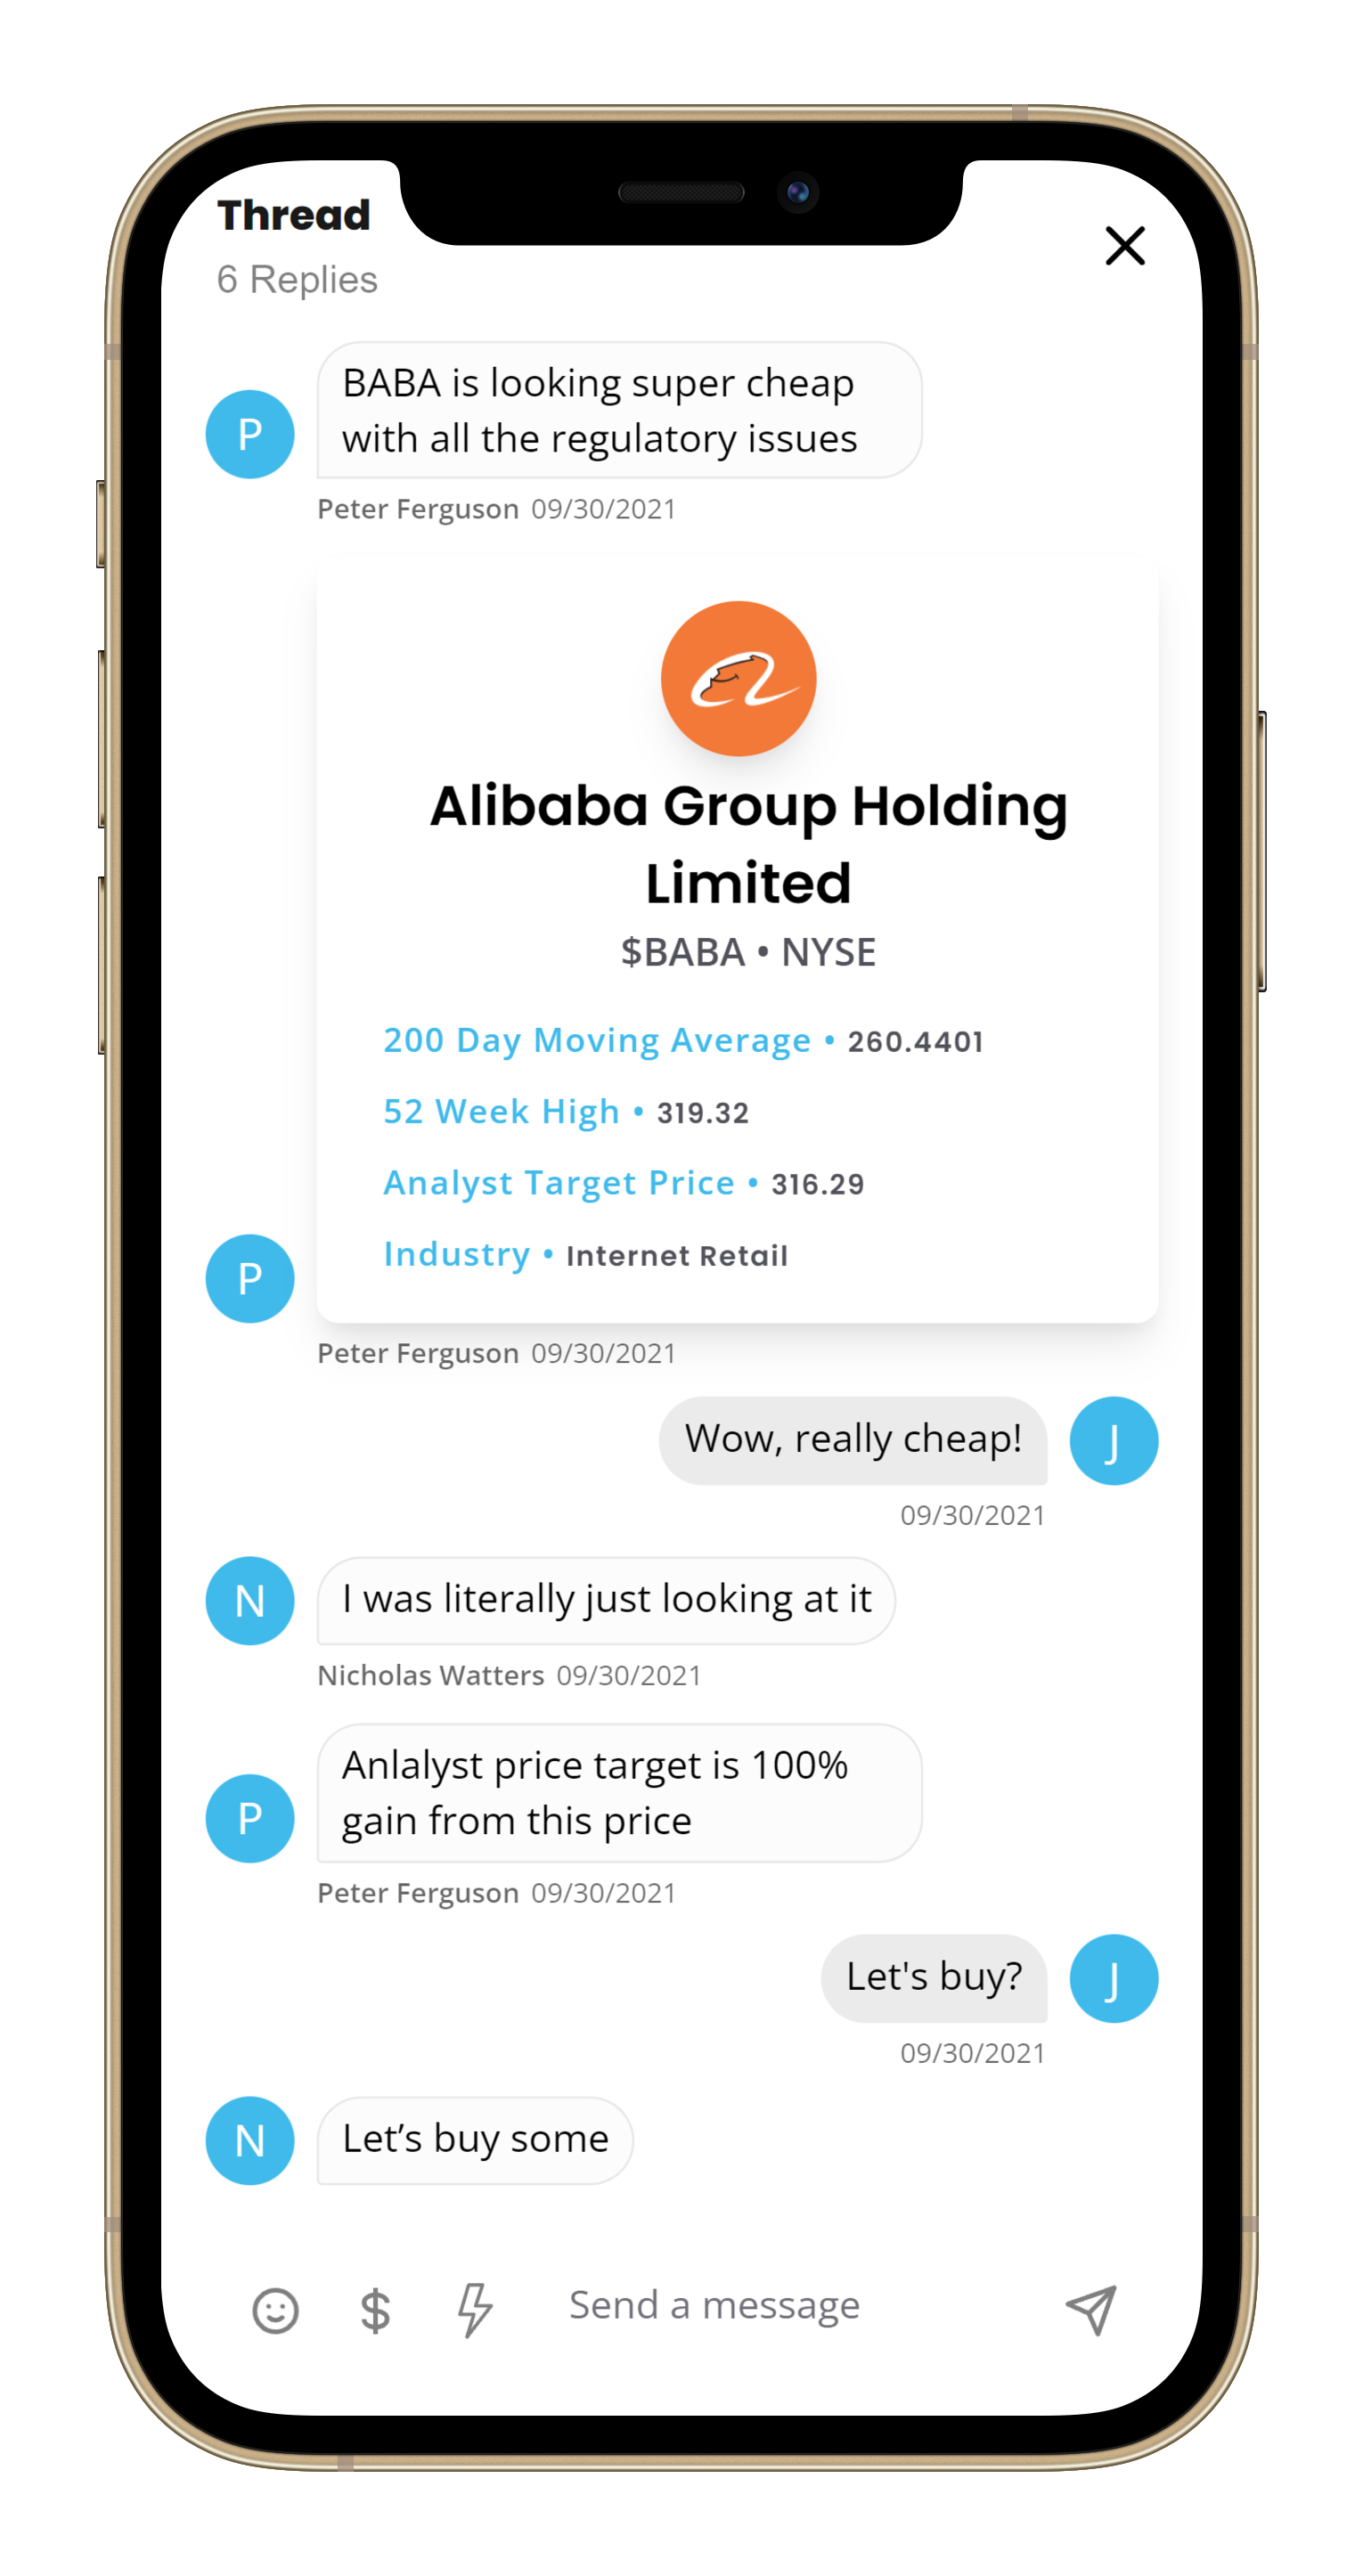 Thread
6 Replies
BABA is looking super cheap
with all the regulatory issues
P
Peter Ferguson 09/30/2021
Alibaba Group Holding
Limited
$BABA • NYSE
200 Day Moving Average • 260.4401
52 Week High • 319.32
Analyst Target Price • 316.29
Industry • Internet Retail
P
Peter Ferguson 09/30/2021
Wow, really cheap!
J
09/30/2021
N
I was literally just looking at it
Nicholas Watters 09/30/2021
Anlalyst price target is 100%
gain from this price
P
Peter Ferguson 09/30/2021
Let's buy?
J
09/30/2021
N
Let’s buy some
$
Send a message